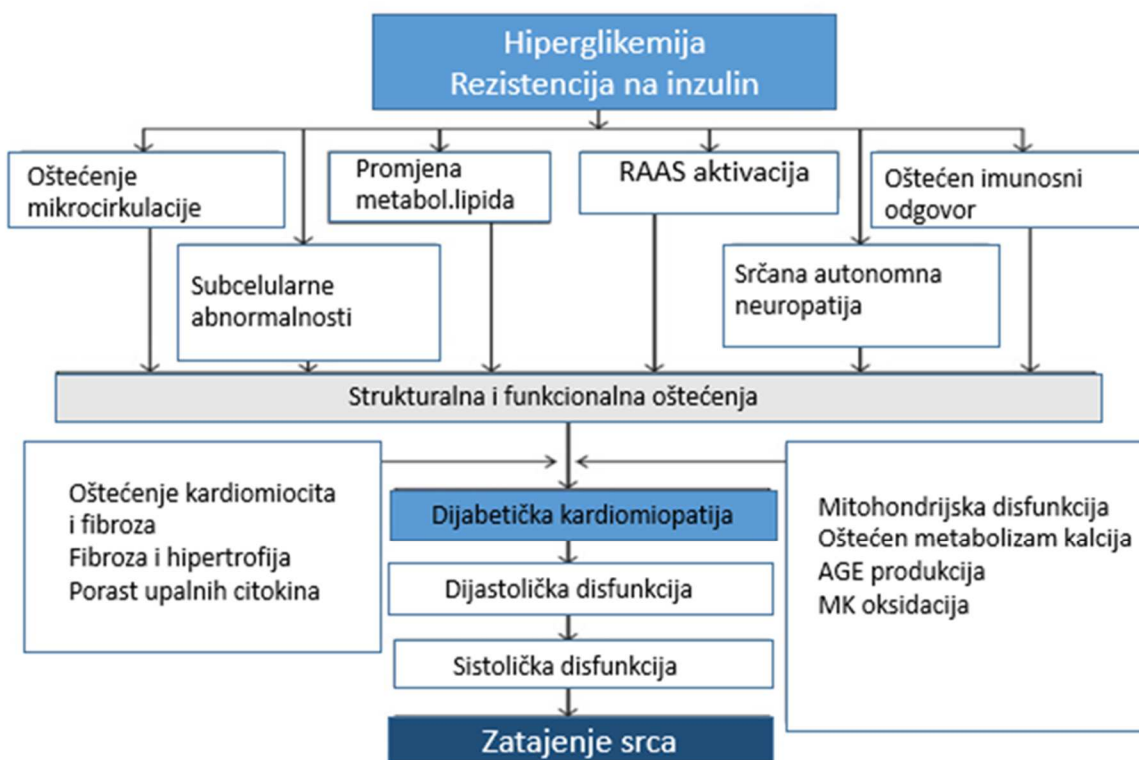 Hiperglikemija
Rezistencija na inzulin
Oštećenje
mikrocirkulacije
Promjena
metabol.lipida
RAAS aktivacija
Oštećen imunosni
odgovor
Subcelularne
abnormalnosti
Srčana autonomna
neuropatija
Strukturalna i funkcionalna oštećenja
Oštećenje kardiomiocita
i fibroza
Fibroza i hipertrofija
Porast upalnih citokina
Dijabetička kardiomiopatija
Dijastolička disfunkcija
Sistolička disfunkcija
Zatajenje srca
Mitohondrijska disfunkcija
Oštećen metabolizam kalcija
AGE produkcija
MK oksidacija